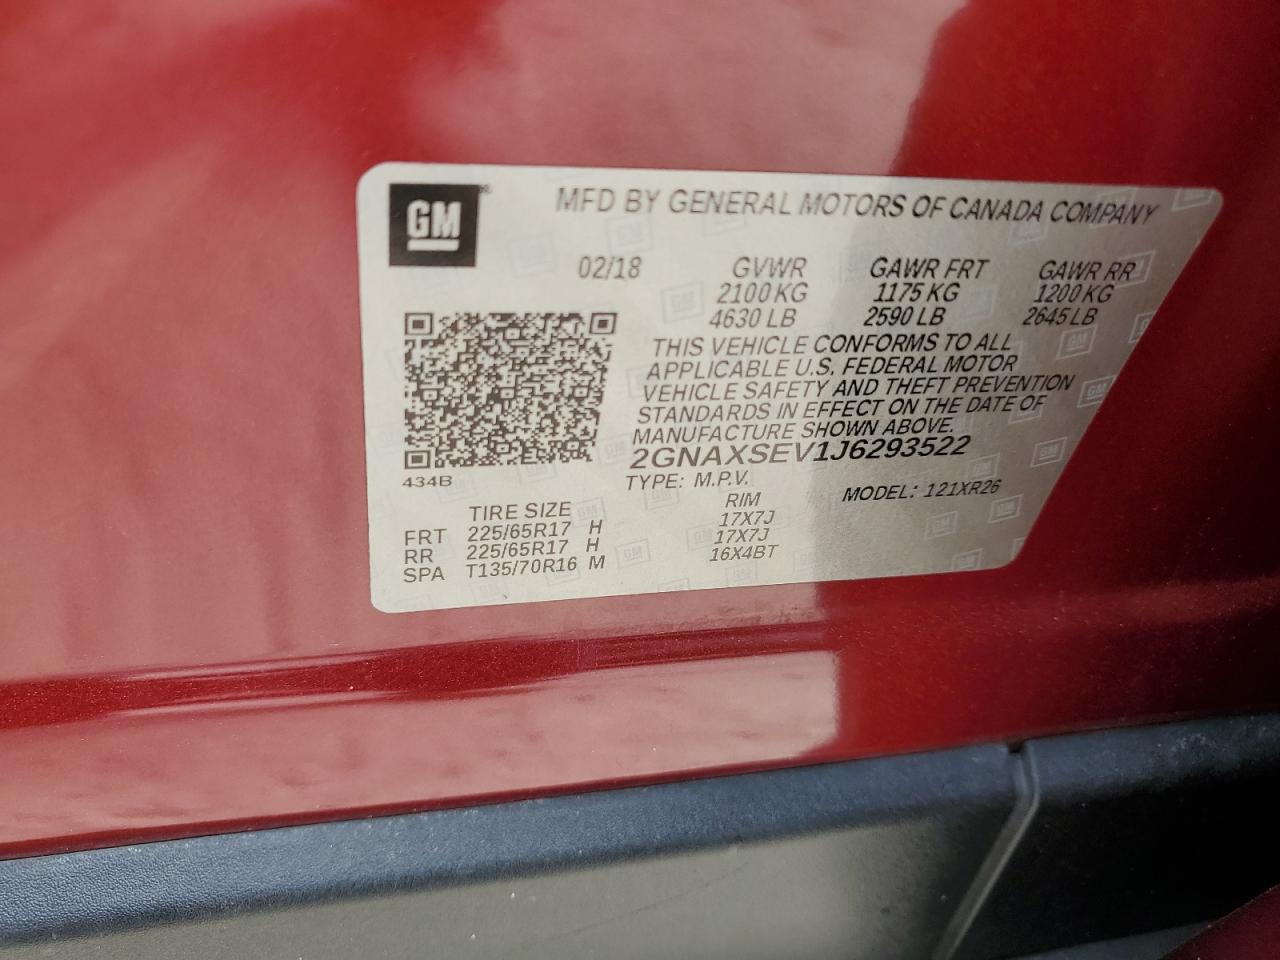 GM
MFD BY GENERAL MOTORS OF CANADA COMPANY
02/18 GVWR GAWR FRT GAWR RR
2100 KG 1175 KG 1200 KG
4630 LB 2590 LB 2645 LB
THIS VEHICLE CONFORMS TO ALL
APPLICABLE U.S. FEDERAL MOTOR
VEHICLE SAFETY AND THEFT PREVENTION
STANDARDS IN EFFECT ON THE DATE OF
MANUFACTURE SHOWN ABOVE.
2GNAXSEV1J6293522
434B
TYPE: M.P.V. MODEL: 121XR26
TIRE SIZE RIM
FRT 225/65R17 H 17X7J
RR 225/65R17 H 17X7J
SPA T135/70R16 M 16X4BT